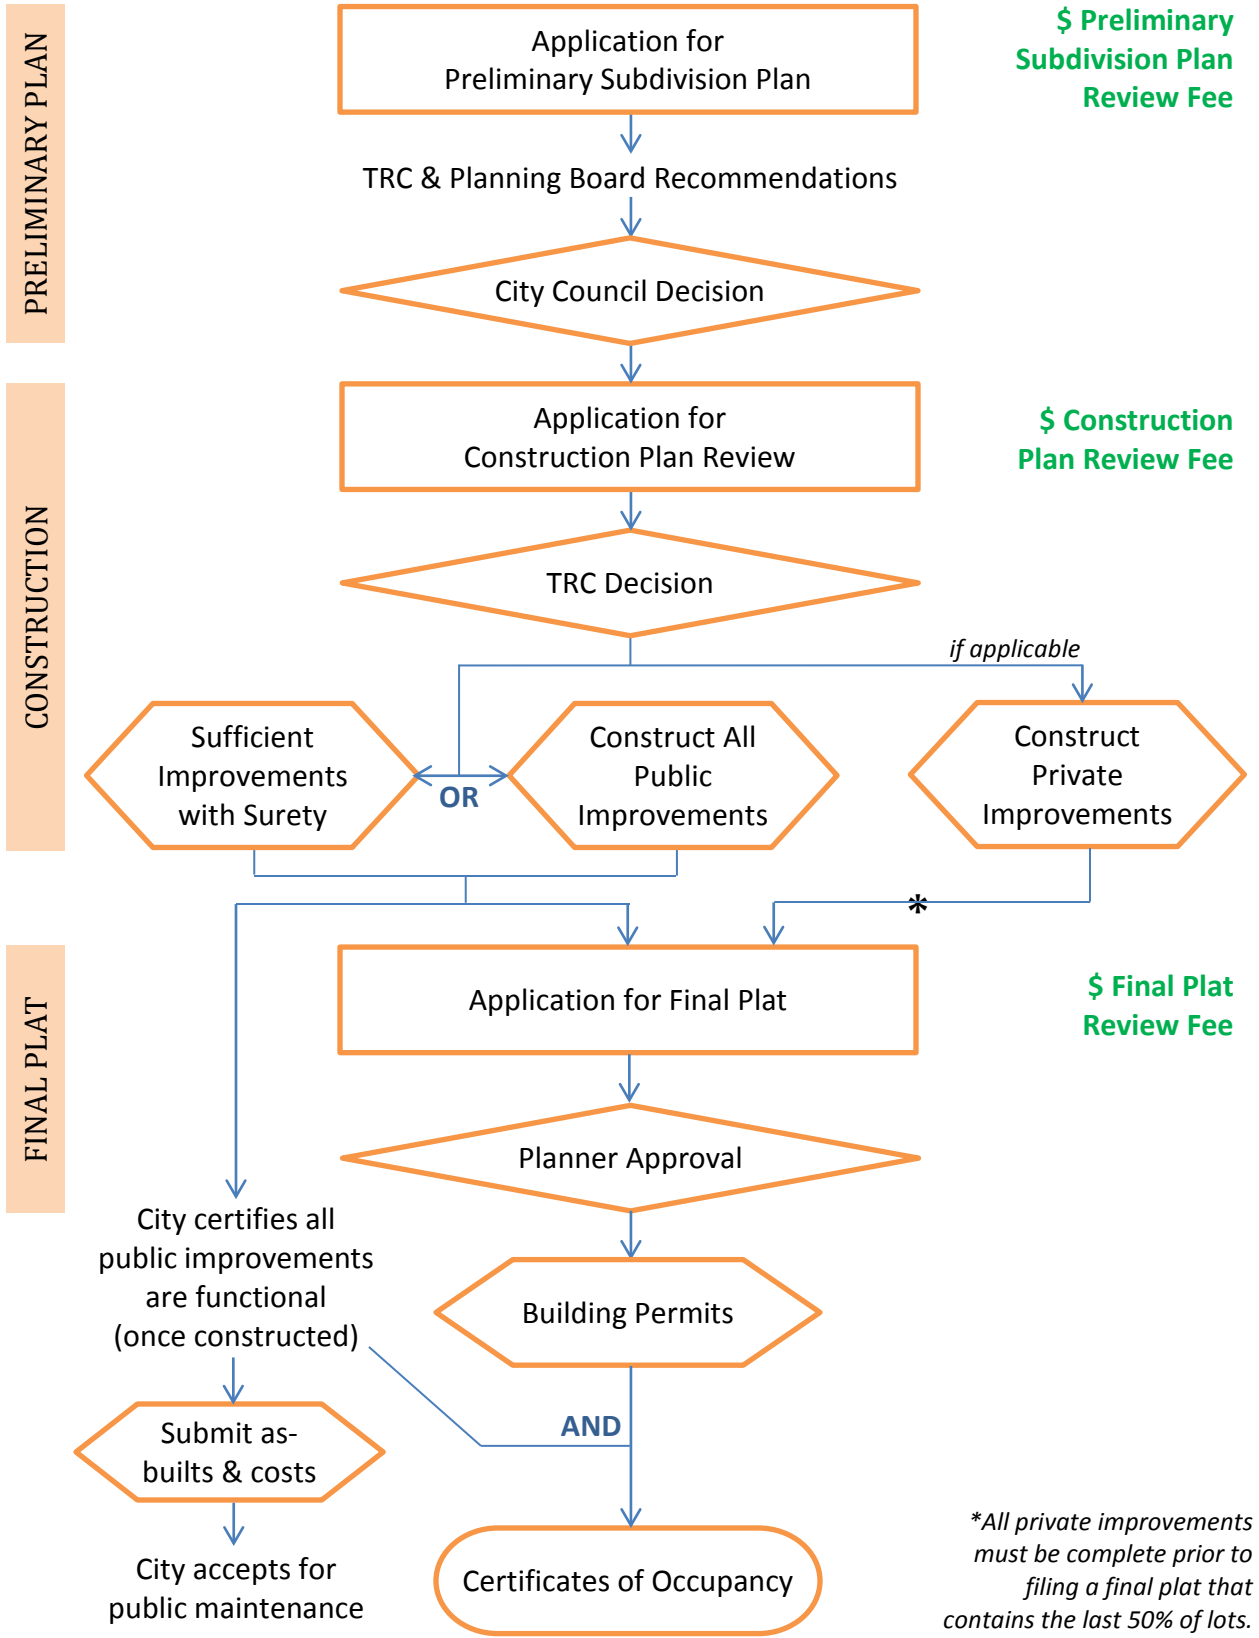 PRELIMINARY PLAN
Application for
Preliminary Subdivision Plan
$ Preliminary
Subdivision Plan
Review Fee
TRC & Planning Board Recommendations
City Council Decision
CONSTRUCTION
Application for
Construction Plan Review
$ Construction
Plan Review Fee
TRC Decision
if applicable
Sufficient
Improvements
with Surety
OR
Construct All
Public
Improvements
Construct
Private
Improvements
*
FINAL PLAT
Application for Final Plat
$ Final Plat
Review Fee
Planner Approval
City certifies all
public improvements
are functional
(once constructed)
Building Permits
AND
Submit as-
builts & costs
City accepts for
public maintenance
Certificates of Occupancy
*All private improvements
must be complete prior to
filing a final plat that
contains the last 50% of lots.